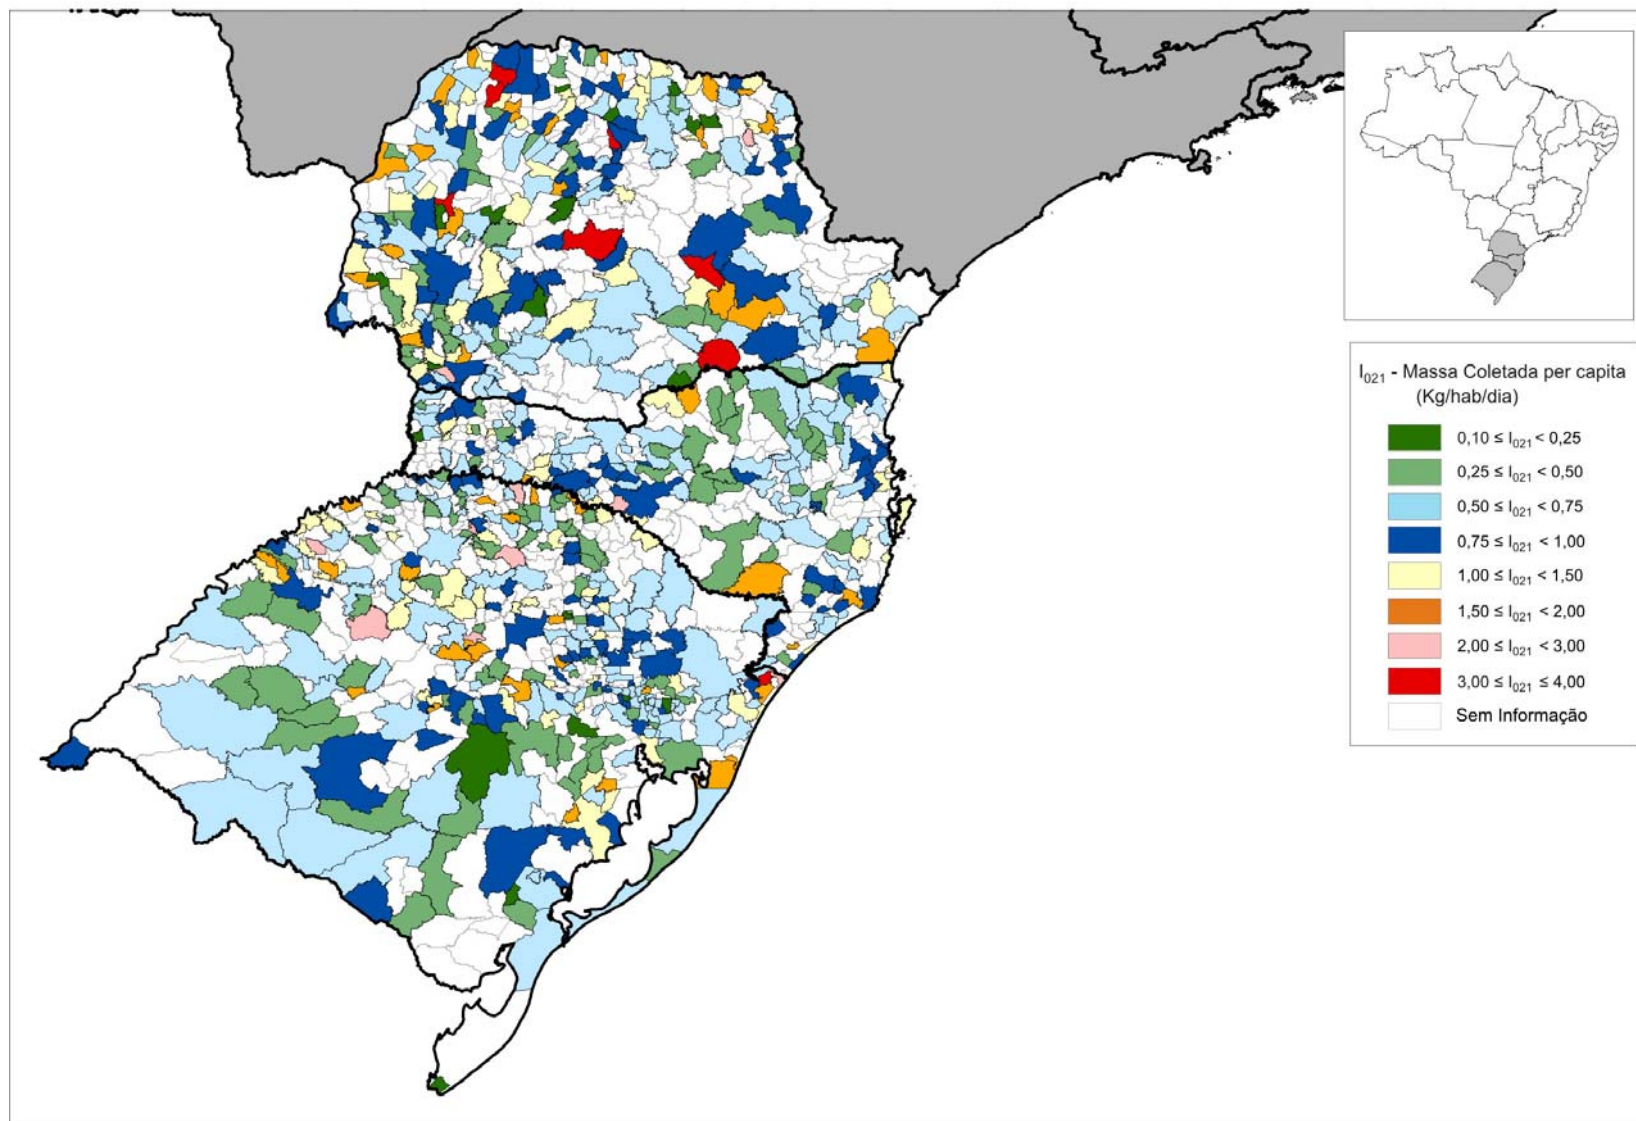 I021 - Massa Coletada per capita
(Kg/hab/dia)
0,10 ≤ I021 < 0,25
0,25 ≤ I021 < 0,50
0,50 ≤ I021 < 0,75
0,75 ≤ I021 < 1,00
1,00 ≤ I021 < 1,50
1,50 ≤ I021 < 2,00
2,00 ≤ I021 < 3,00
3,00 ≤ I021 ≤ 4,00
Sem Informação